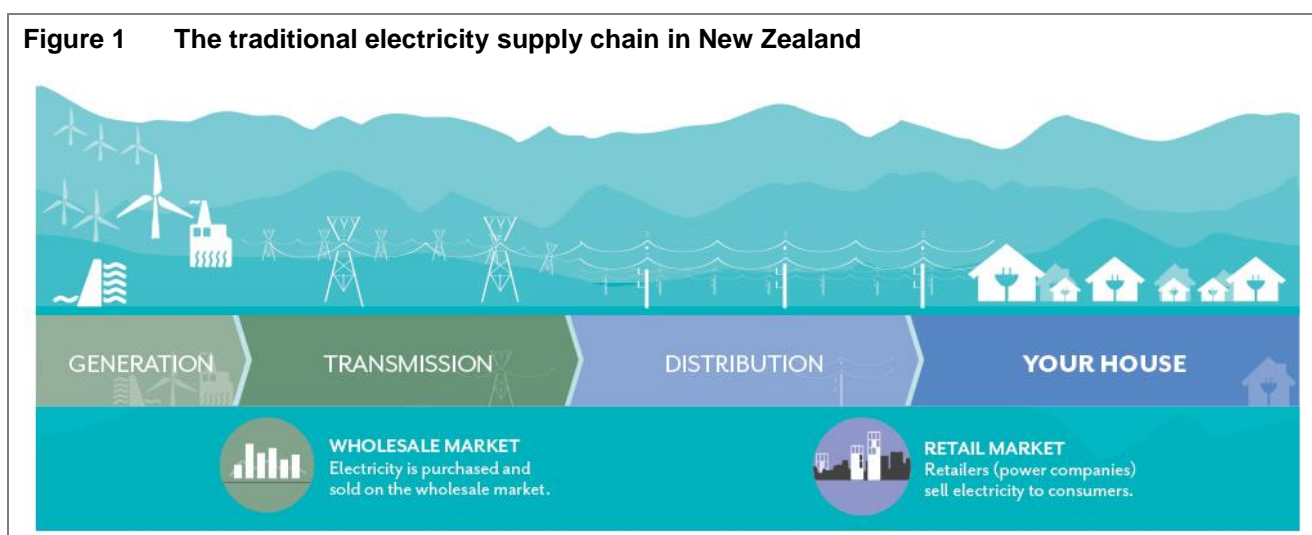 Figure 1 The traditional electricity supply chain in New Zealand
GENERATION
TRANSMISSION
DISTRIBUTION
YOUR HOUSE
WHOLESALE MARKET
Electricity is purchased and
sold on the wholesale market.
RETAIL MARKET
Retailers (power companies)
sell electricity to consumers.